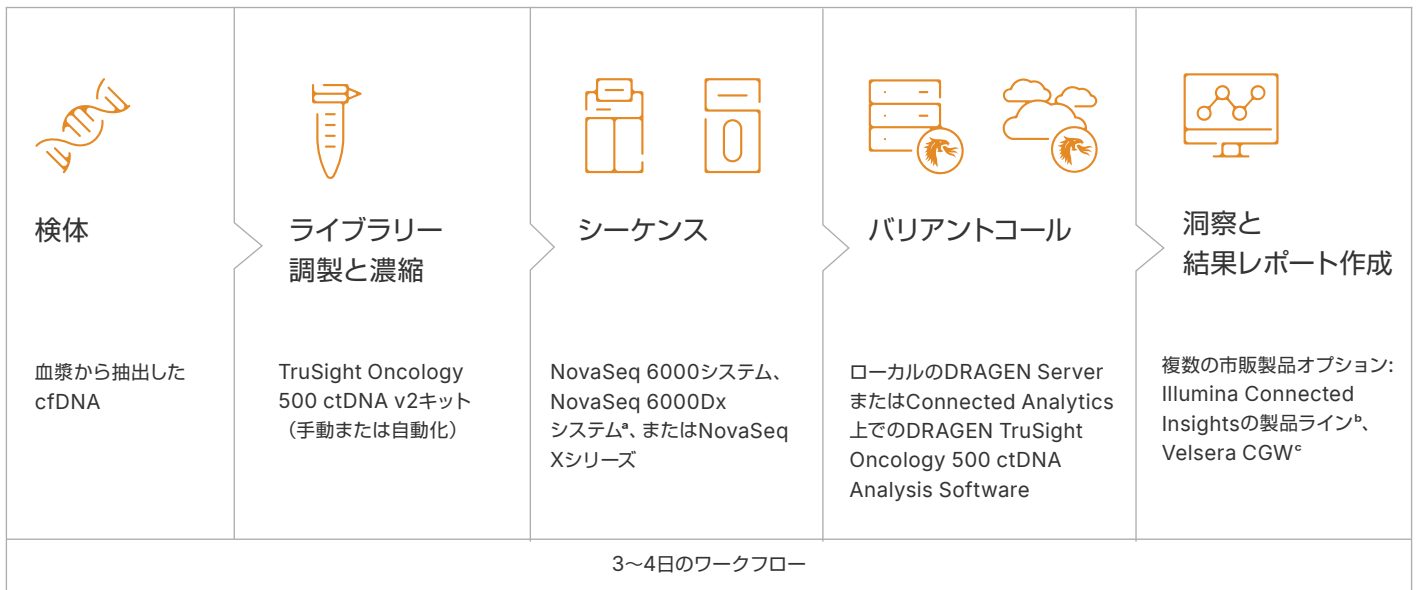 検体
ライブラリー
調製と濃縮
シーケンス
バリアントコール
洞察と
結果レポート作成
血漿から抽出した
cfDNA
TruSight Oncology
500 ctDNA v2キット
（手動または自動化）
NovaSeq 6000システム、
NovaSeq 6000Dx
システムᵃ、またはNovaSeq
Xシリーズ
ローカルのDRAGEN Server
またはConnected Analytics
上でのDRAGEN TruSight
Oncology 500 ctDNA
Analysis Software
複数の市販製品オプション:
Illumina Connected
Insightsの製品ラインᵇ、
Velsera CGWᶜ
3～4日のワークフロー